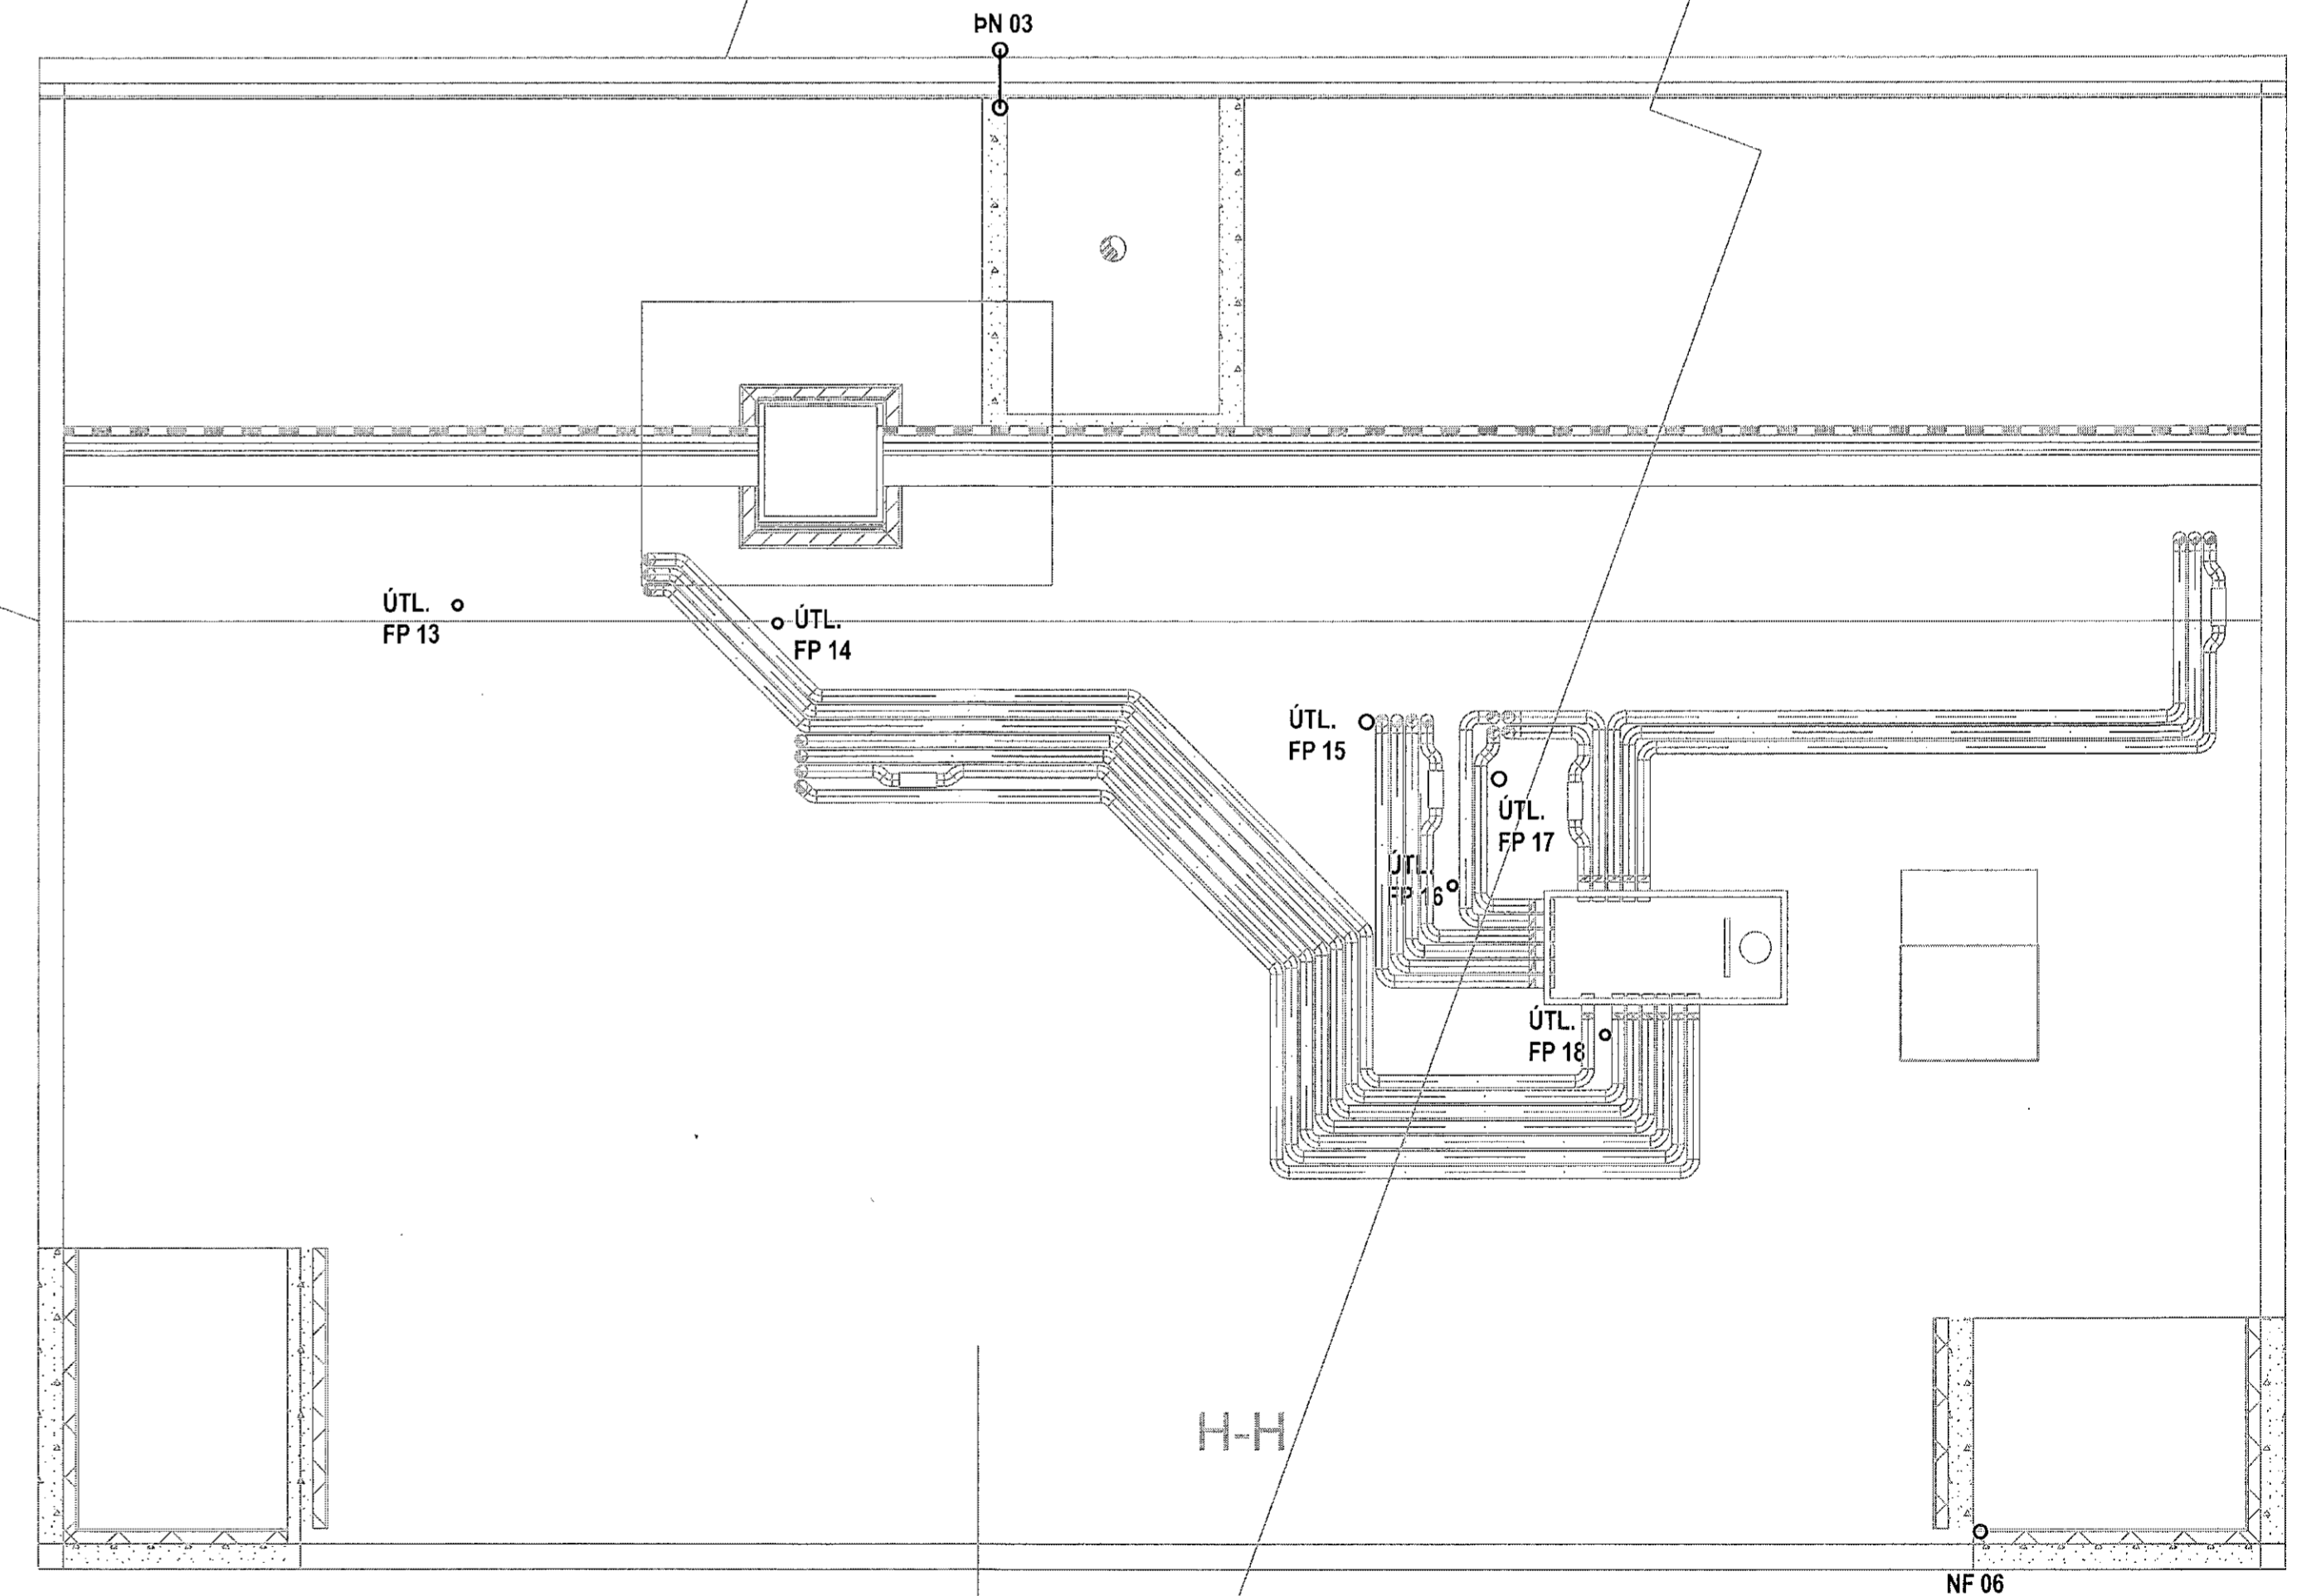 ÞN 03
ÚTL.
FP 13
ÚTL.
FP 14
ÚTL.
FP 15
ÚTL.
FP 17
ÚTL.
FP 16
ÚTL.
FP 18
H-H
NF 06